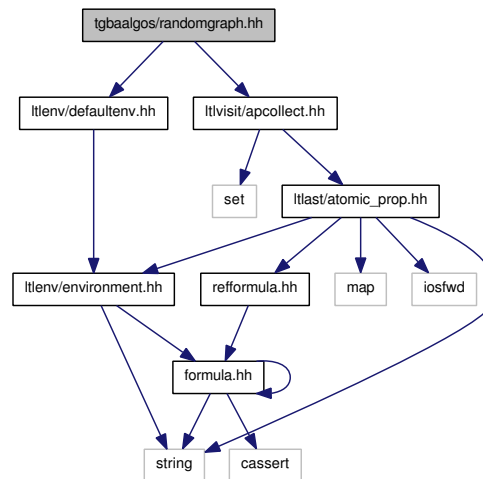 tgbaalgos/randomgraph.hh
ltlenv/defaultenv.hh
ltlvisit/apcollect.hh
set
ltlast/atomic_prop.hh
ltlenv/environment.hh
refformula.hh
map
iosfwd
formula.hh
string
cassert